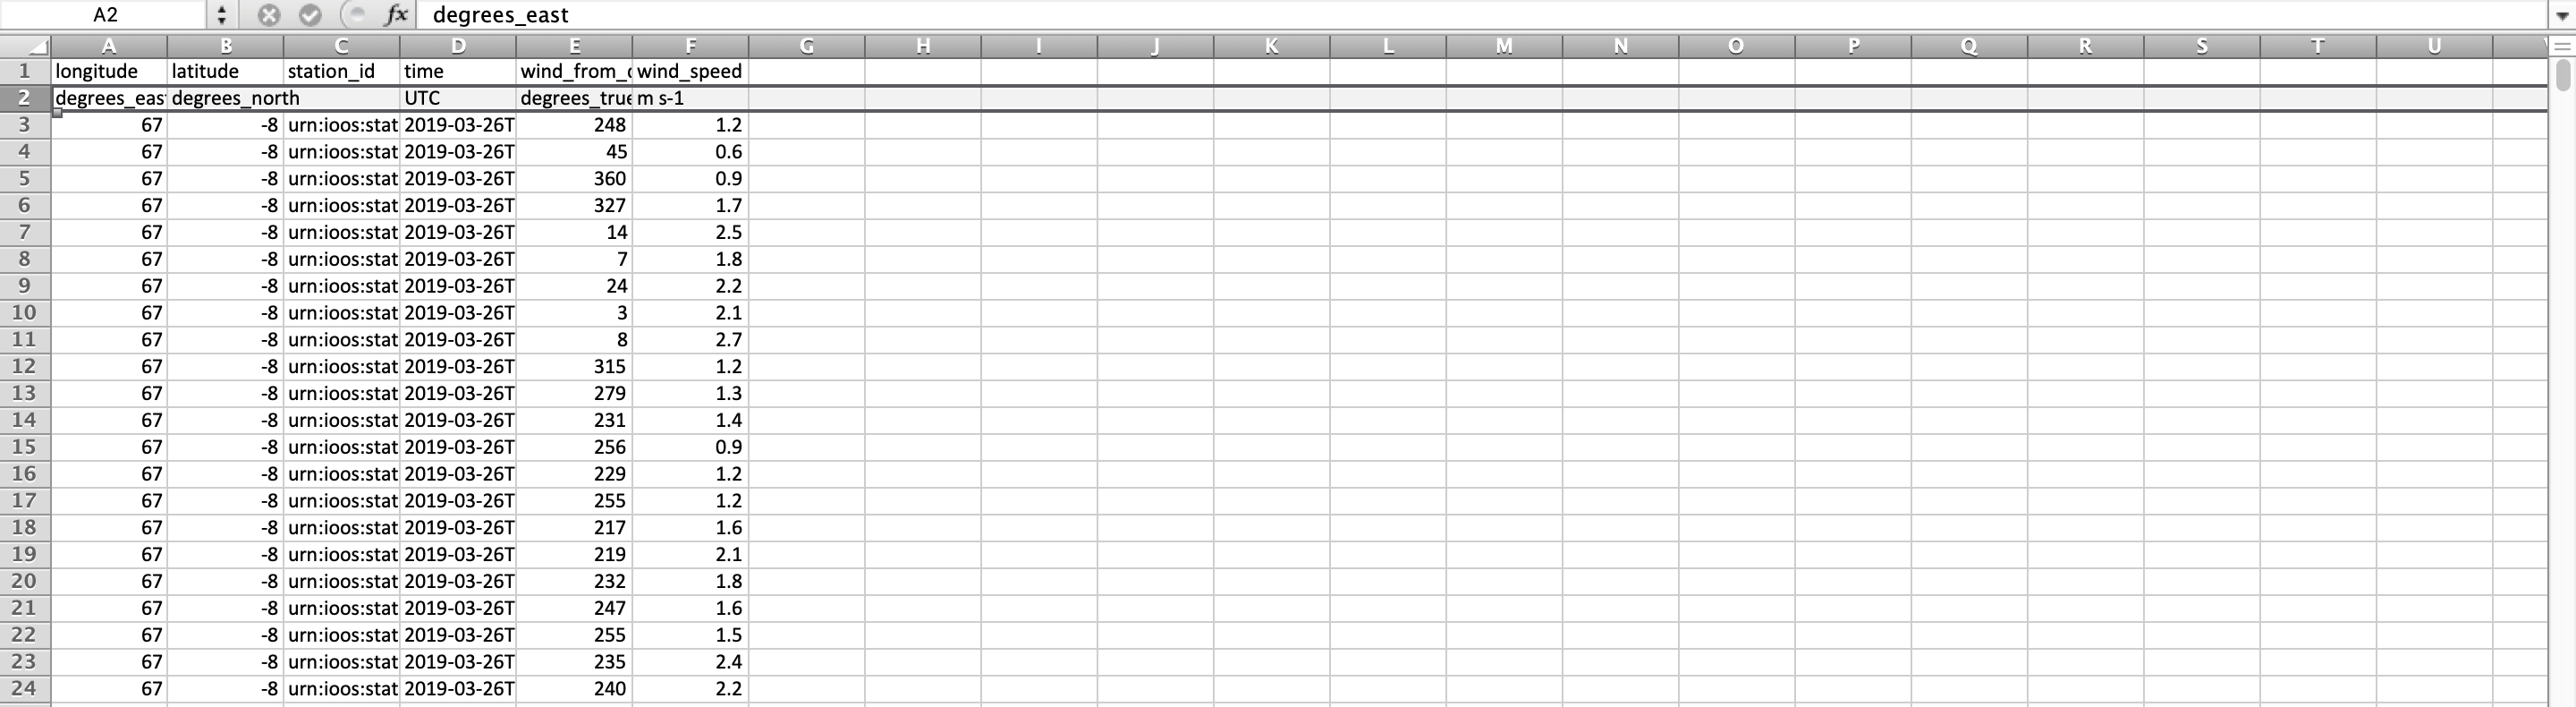 A2 fx degrees_east
A B C D E F G H I J K L M N O P Q R S T U
1 longitude latitude station_id time wind_from_ wind_speed
2 degrees_eas degrees_north UTC degrees_true m s-1
3 67 -8 urn:ioos:stat 2019-03-26T 248 1.2
4 67 -8 urn:ioos:stat 2019-03-26T 45 0.6
5 67 -8 urn:ioos:stat 2019-03-26T 360 0.9
6 67 -8 urn:ioos:stat 2019-03-26T 327 1.7
7 67 -8 urn:ioos:stat 2019-03-26T 14 2.5
8 67 -8 urn:ioos:stat 2019-03-26T 7 1.8
9 67 -8 urn:ioos:stat 2019-03-26T 24 2.2
10 67 -8 urn:ioos:stat 2019-03-26T 3 2.1
11 67 -8 urn:ioos:stat 2019-03-26T 8 2.7
12 67 -8 urn:ioos:stat 2019-03-26T 315 1.2
13 67 -8 urn:ioos:stat 2019-03-26T 279 1.3
14 67 -8 urn:ioos:stat 2019-03-26T 231 1.4
15 67 -8 urn:ioos:stat 2019-03-26T 256 0.9
16 67 -8 urn:ioos:stat 2019-03-26T 229 1.2
17 67 -8 urn:ioos:stat 2019-03-26T 255 1.2
18 67 -8 urn:ioos:stat 2019-03-26T 217 1.6
19 67 -8 urn:ioos:stat 2019-03-26T 219 2.1
20 67 -8 urn:ioos:stat 2019-03-26T 232 1.8
21 67 -8 urn:ioos:stat 2019-03-26T 247 1.6
22 67 -8 urn:ioos:stat 2019-03-26T 255 1.5
23 67 -8 urn:ioos:stat 2019-03-26T 235 2.4
24 67 -8 urn:ioos:stat 2019-03-26T 240 2.2